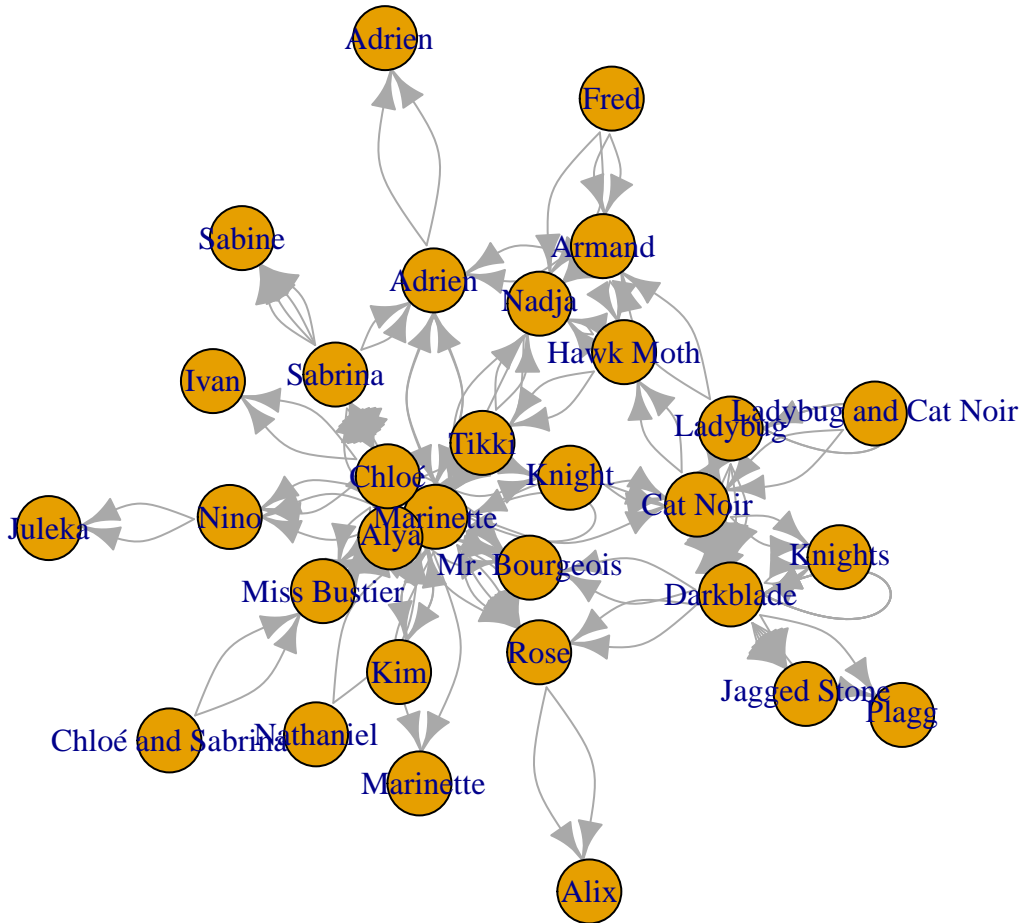 Adrien
Fred
Sabine
Armand
Adrien
Nadja
Hawk Moth
Ivan
Sabrina
Ladybug and Cat Noir
Ladybug
Tikki
Chloé
Knight
Cat Noir
Juleka
Nino
Marinette
Alya
Knights
Mr. Bourgeois
Miss Bustier
Darkblade
Rose
Kim
Jagged Stone
Plagg
Chloé and Sabrina
Nathaniel
Marinette
Alix